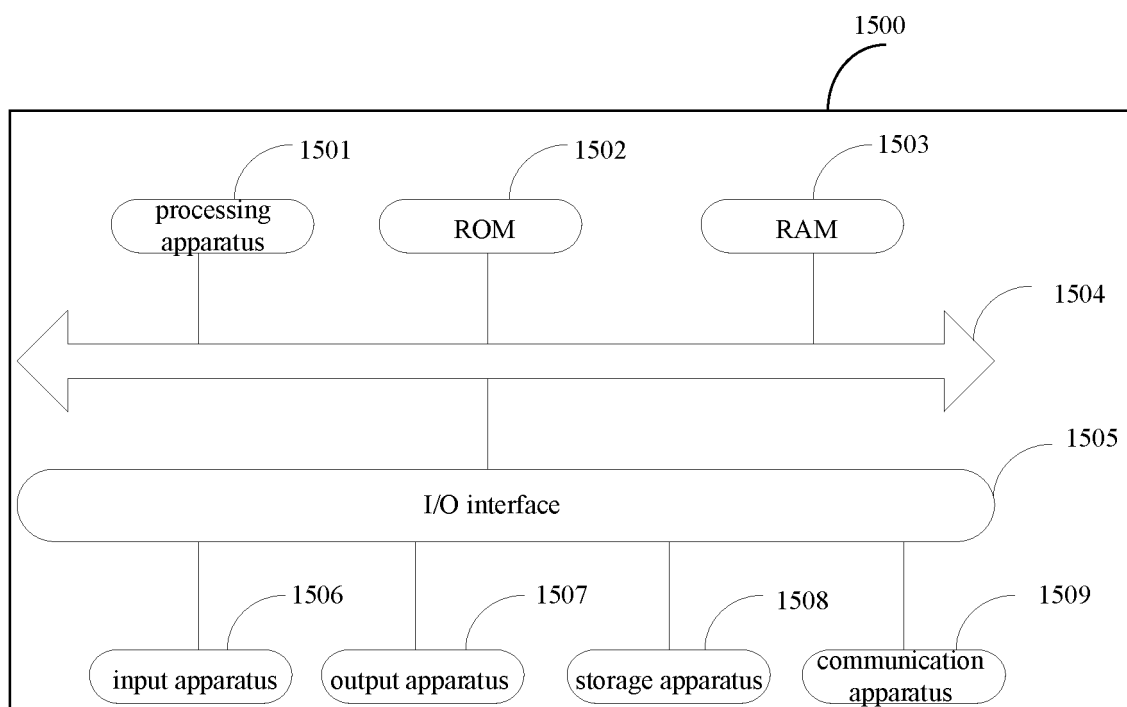 1500
1501
1502
1503
processing
apparatus
ROM
RAM
1504
1505
I/O interface
1506
1507
1508
1509
input apparatus
output apparatus
storage apparatus
communication
apparatus